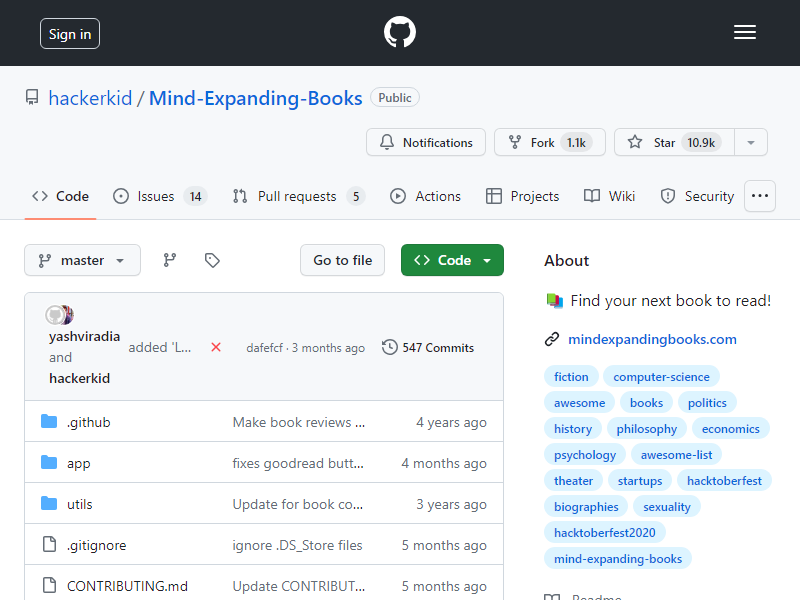 Sign in
hackerkid / Mind-Expanding-Books Public
Notifications Fork 1.1k Star 10.9k
Code Issues 14 Pull requests 5 Actions Projects Wiki Security
master Go to file Code
yashviradia and hackerkid added 'L... dafefcf · 3 months ago 547 Commits
.github Make book reviews ... 4 years ago
app fixes goodread butt... 4 months ago
utils Update for book co... 3 years ago
.gitignore ignore .DS_Store files 5 months ago
CONTRIBUTING.md Update CONTRIBUT... 5 months ago
About
Find your next book to read!
mindexpandingbooks.com
fiction computer-science
awesome books politics
history philosophy economics
psychology awesome-list
theater startups hacktoberfest
biographies sexuality
hacktoberfest2020
mind-expanding-books
Readme